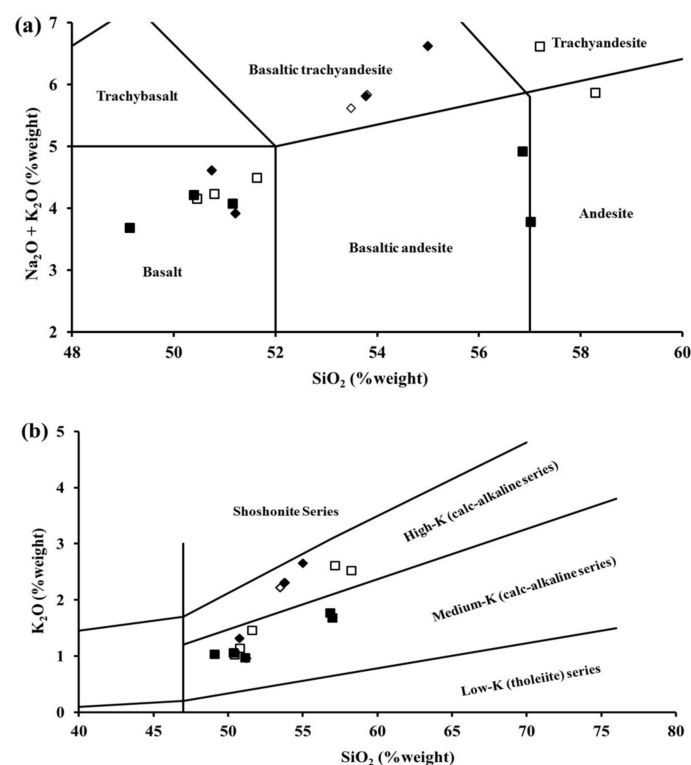 (a)
7
6
5
4
3
2
Na₂O + K₂O (%weight)
Trachybasalt
Basaltic trachyandesite
Trachyandesite
Basalt
Basaltic andesite
Andesite
48 50 52 54 56 58 60
SiO₂ (%weight)
(b)
5
4
3
2
1
0
K₂O (%weight)
Shoshonite Series
High-K (calc-alkaline series)
Medium-K (calc-alkaline series)
Low-K (tholeiite) series
40 45 50 55 60 65 70 75 80
SiO₂ (%weight)